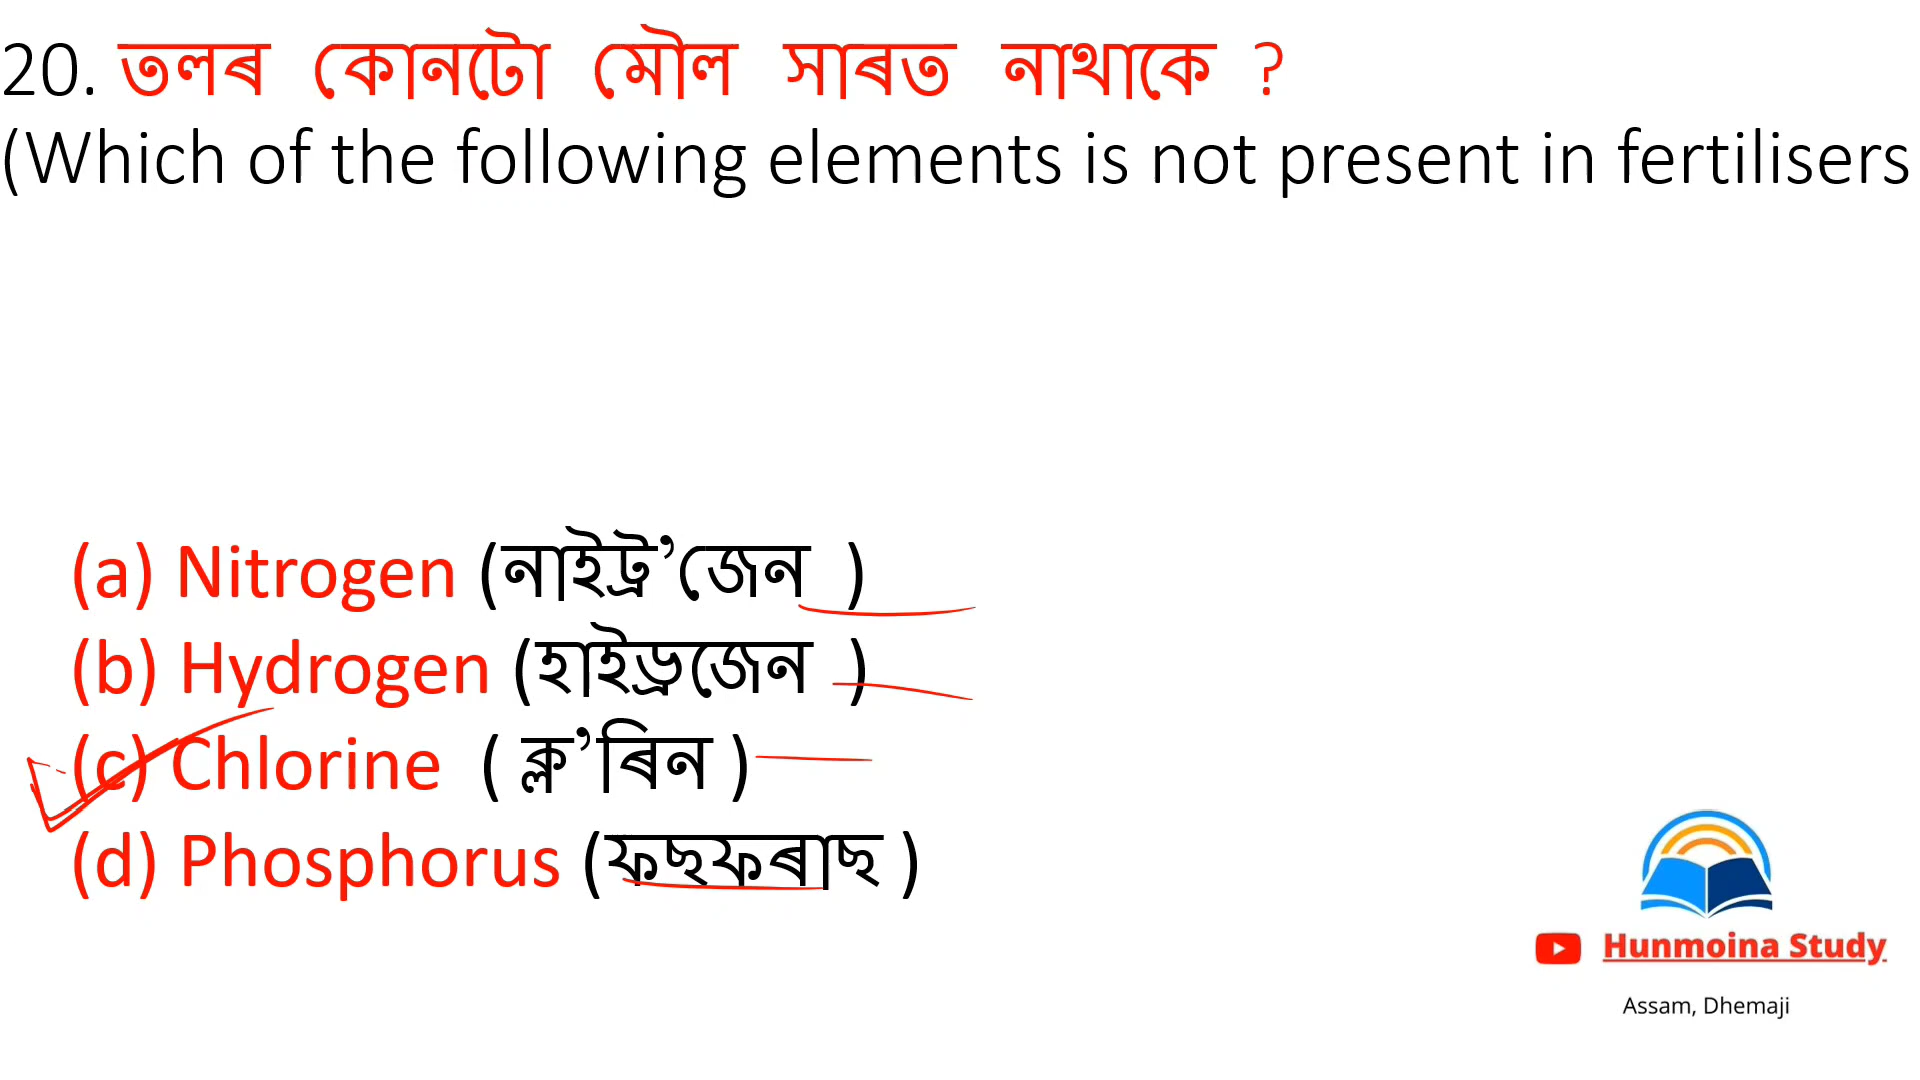 20. তলৰ কোনটো মৌল সাৰত নাথাকে ?
(Which of the following elements is not present in fertilisers
(a) Nitrogen (নাইট্ৰ’জেন )
(b) Hydrogen (হাইড্ৰজেন )
(c) Chlorine ( ক্ল’ৰিন )
(d) Phosphorus (ফছফৰাছ )
Hunmoina Study
Assam, Dhemaji